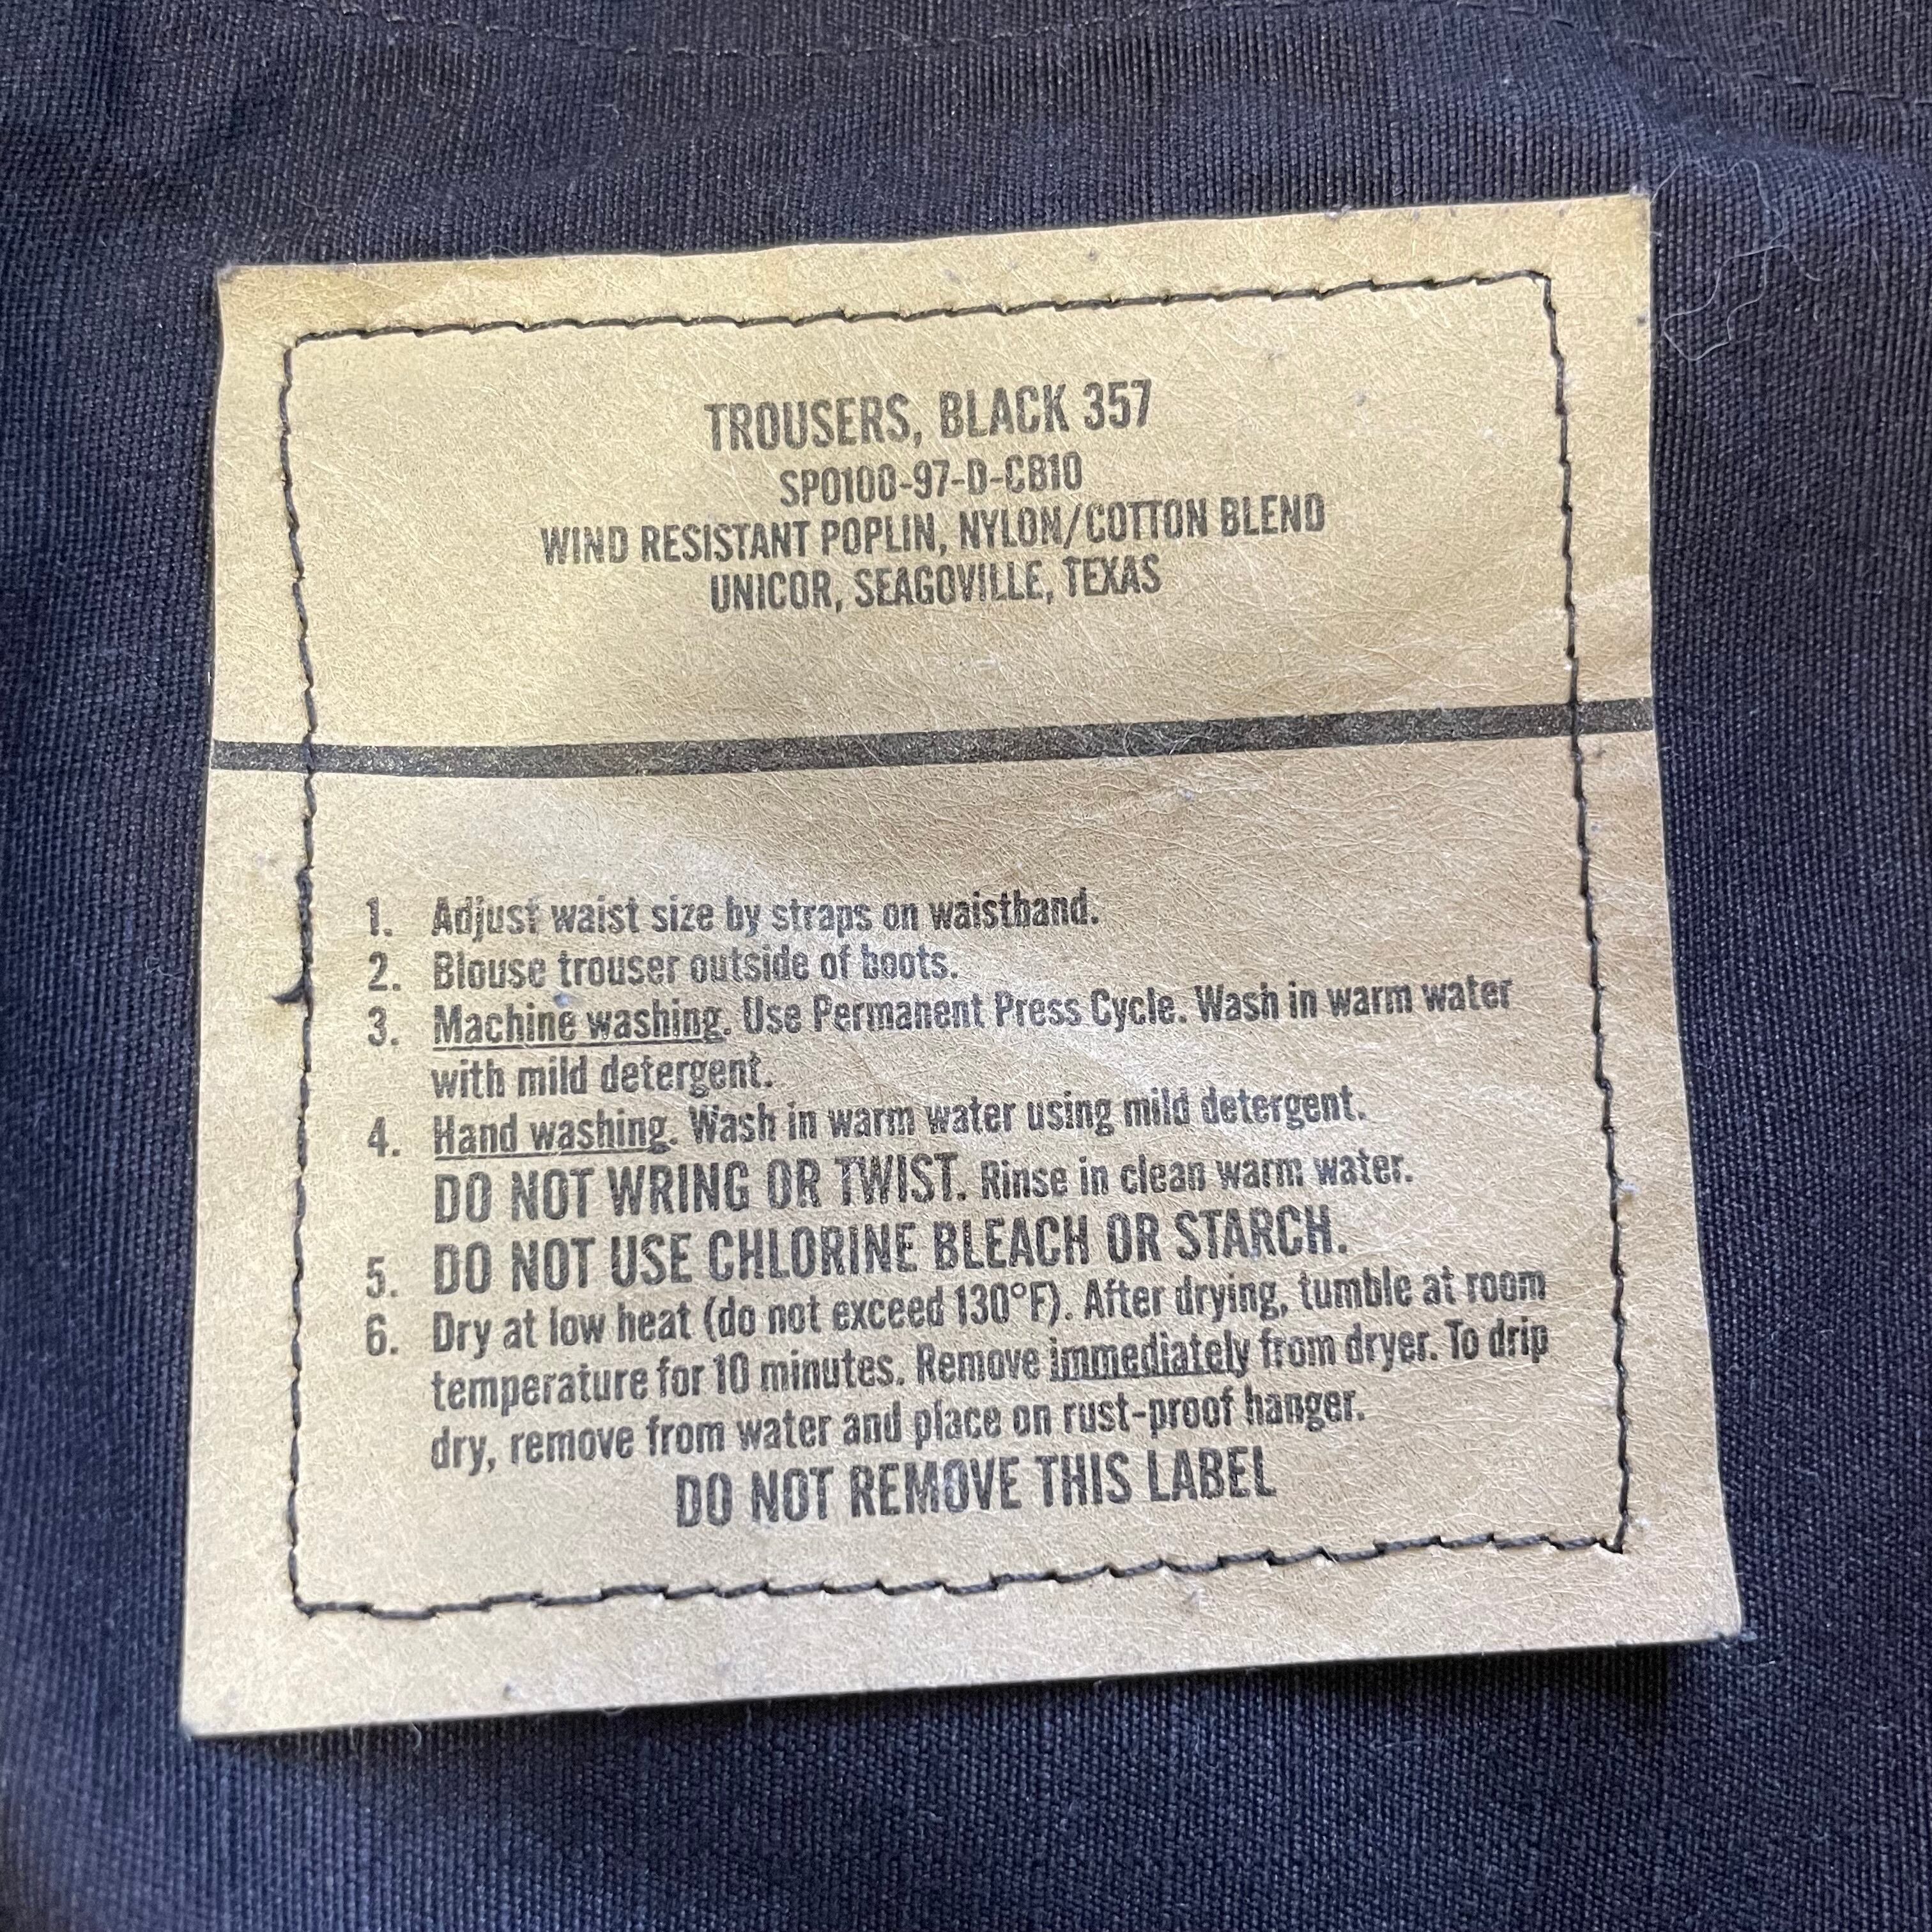 TROUSERS, BLACK 357
SP0100-97-D-CB10
WIND RESISTANT POPLIN, NYLON/COTTON BLEND
UNICOR, SEAGOVILLE, TEXAS
1. Adjust waist size by straps on waistband.
2. Blouse trouser outside of boots.
3. Machine washing. Use Permanent Press Cycle. Wash in warm water
with mild detergent.
4. Hand washing. Wash in warm water using mild detergent.
DO NOT WRING OR TWIST. Rinse in clean warm water.
5. DO NOT USE CHLORINE BLEACH OR STARCH.
6. Dry at low heat (do not exceed 130°F). After drying, tumble at room
temperature for 10 minutes. Remove immediately from dryer. To drip
dry, remove from water and place on rust-proof hanger.
DO NOT REMOVE THIS LABEL